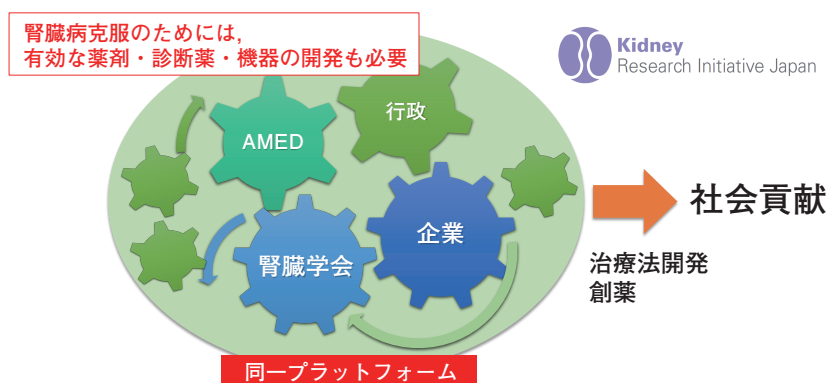 腎臓病克服のためには,
有効な薬剤・診断薬・機器の開発も必要
Kidney
Research Initiative Japan
行政
AMED
企業
腎臓学会
社会貢献
治療法開発
創薬
同一プラットフォーム